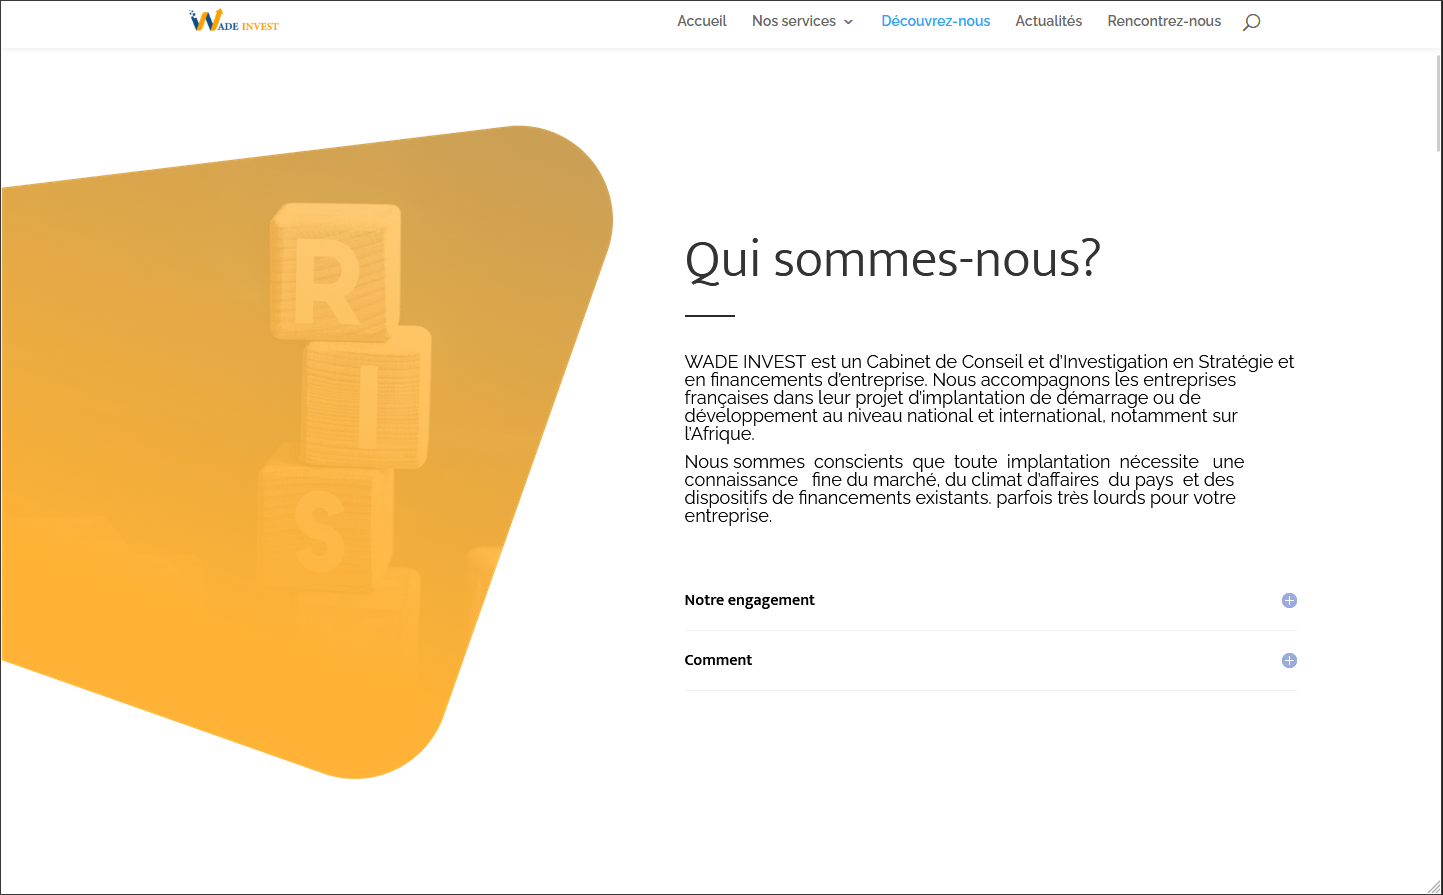 WADE INVEST
Accueil
Nos services
Découvrez-nous
Actualités
Rencontrez-nous
R
I
S
Qui sommes-nous?
WADE INVEST est un Cabinet de Conseil et d'Investigation en Stratégie et
en financements d'entreprise. Nous accompagnons les entreprises
françaises dans leur projet d'implantation de démarrage ou de
développement au niveau national et international, notamment sur
l'Afrique.
Nous sommes  conscients  que  toute  implantation  nécessite   une
connaissance   fine du marché, du climat d'affaires  du pays  et des
dispositifs de financements existants. parfois très lourds pour votre
entreprise.
Notre engagement
Comment